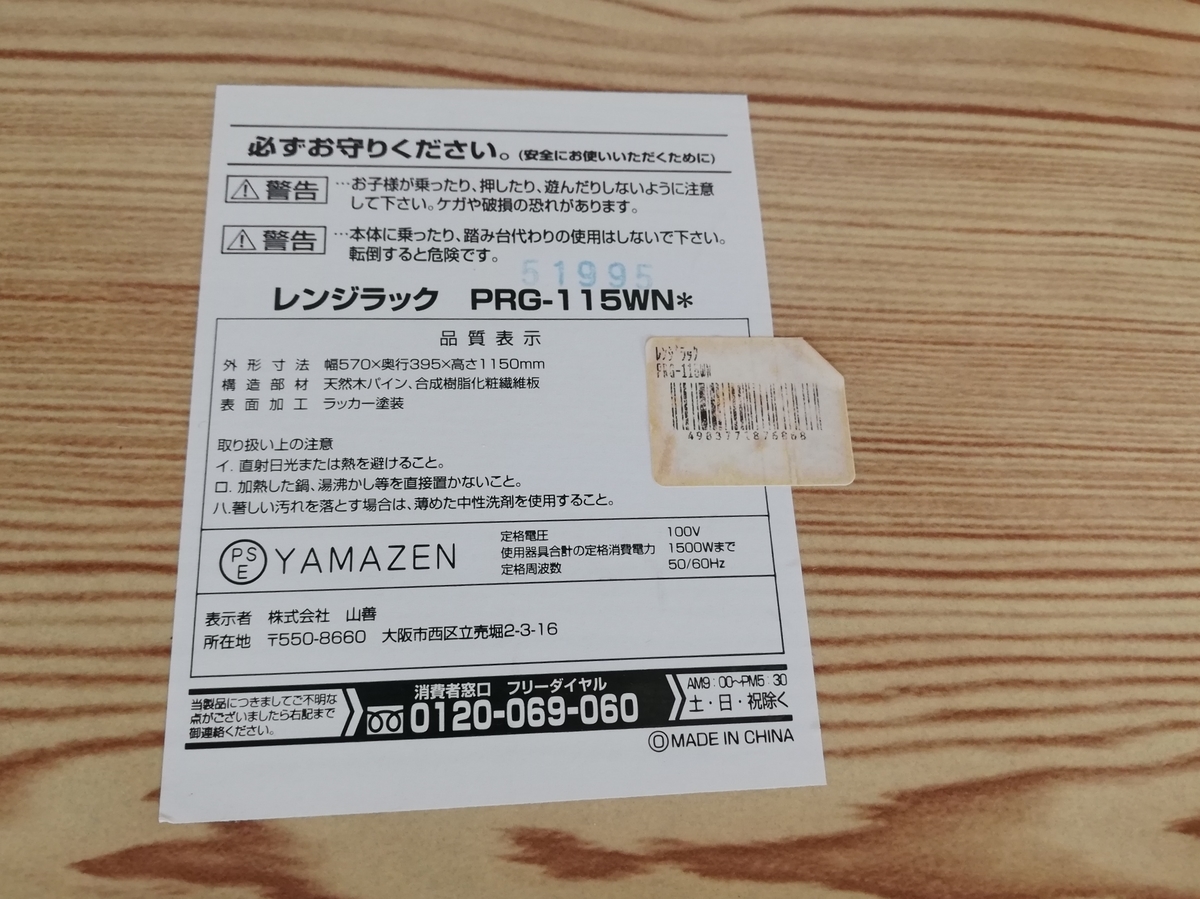 必ずお守りください。(安全にお使いいただくために)
⚠警告 …お子様が乗ったり、押したり、遊んだりしないように注意
して下さい。ケガや破損の恐れがあります。
⚠警告 …本体に乗ったり、踏み台代わりの使用はしないで下さい。
転倒すると危険です。
51995
レンジラック PRG-115WN*
品質表示
外形寸法 幅570×奥行395×高さ1150mm
構造部材 天然木パイン、合成樹脂化粧繊維板
表面加工 ラッカー塗装
取り扱い上の注意
イ. 直射日光または熱を避けること。
ロ. 加熱した鍋、湯沸かし等を直接置かないこと。
ハ.著しい汚れを落とす場合は、薄めた中性洗剤を使用すること。
レンジラック
PRG-115WN
PSE YAMAZEN
定格電圧 100V
使用器具合計の定格消費電力 1500Wまで
定格周波数 50/60Hz
表示者 株式会社 山善
所在地 〒550-8660 大阪市西区立売堀2-3-16
当製品につきましてご不明な
点がございましたら右記まで
御連絡ください。
消費者窓口 フリーダイヤル
0120-069-060
AM9:00~PM5:30
土・日・祝除く
Ⓞ MADE IN CHINA